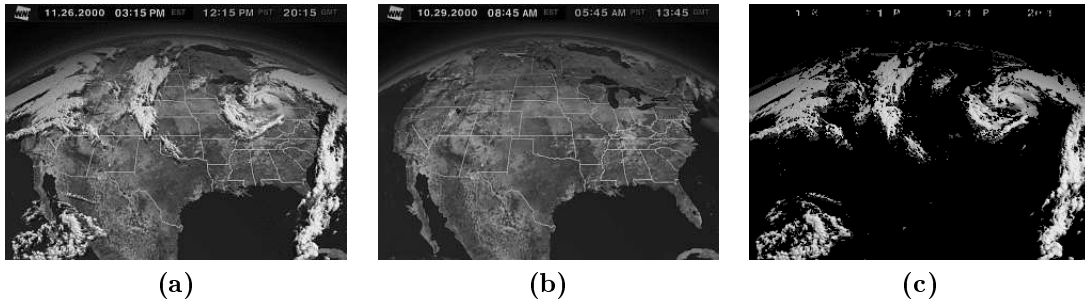 11.26.2000 03:15 PM EST 12:15 PM PST 20:15 GMT
10.29.2000 08:45 AM EST 05:45 AM PST 13:45 GMT
(a) (b) (c)